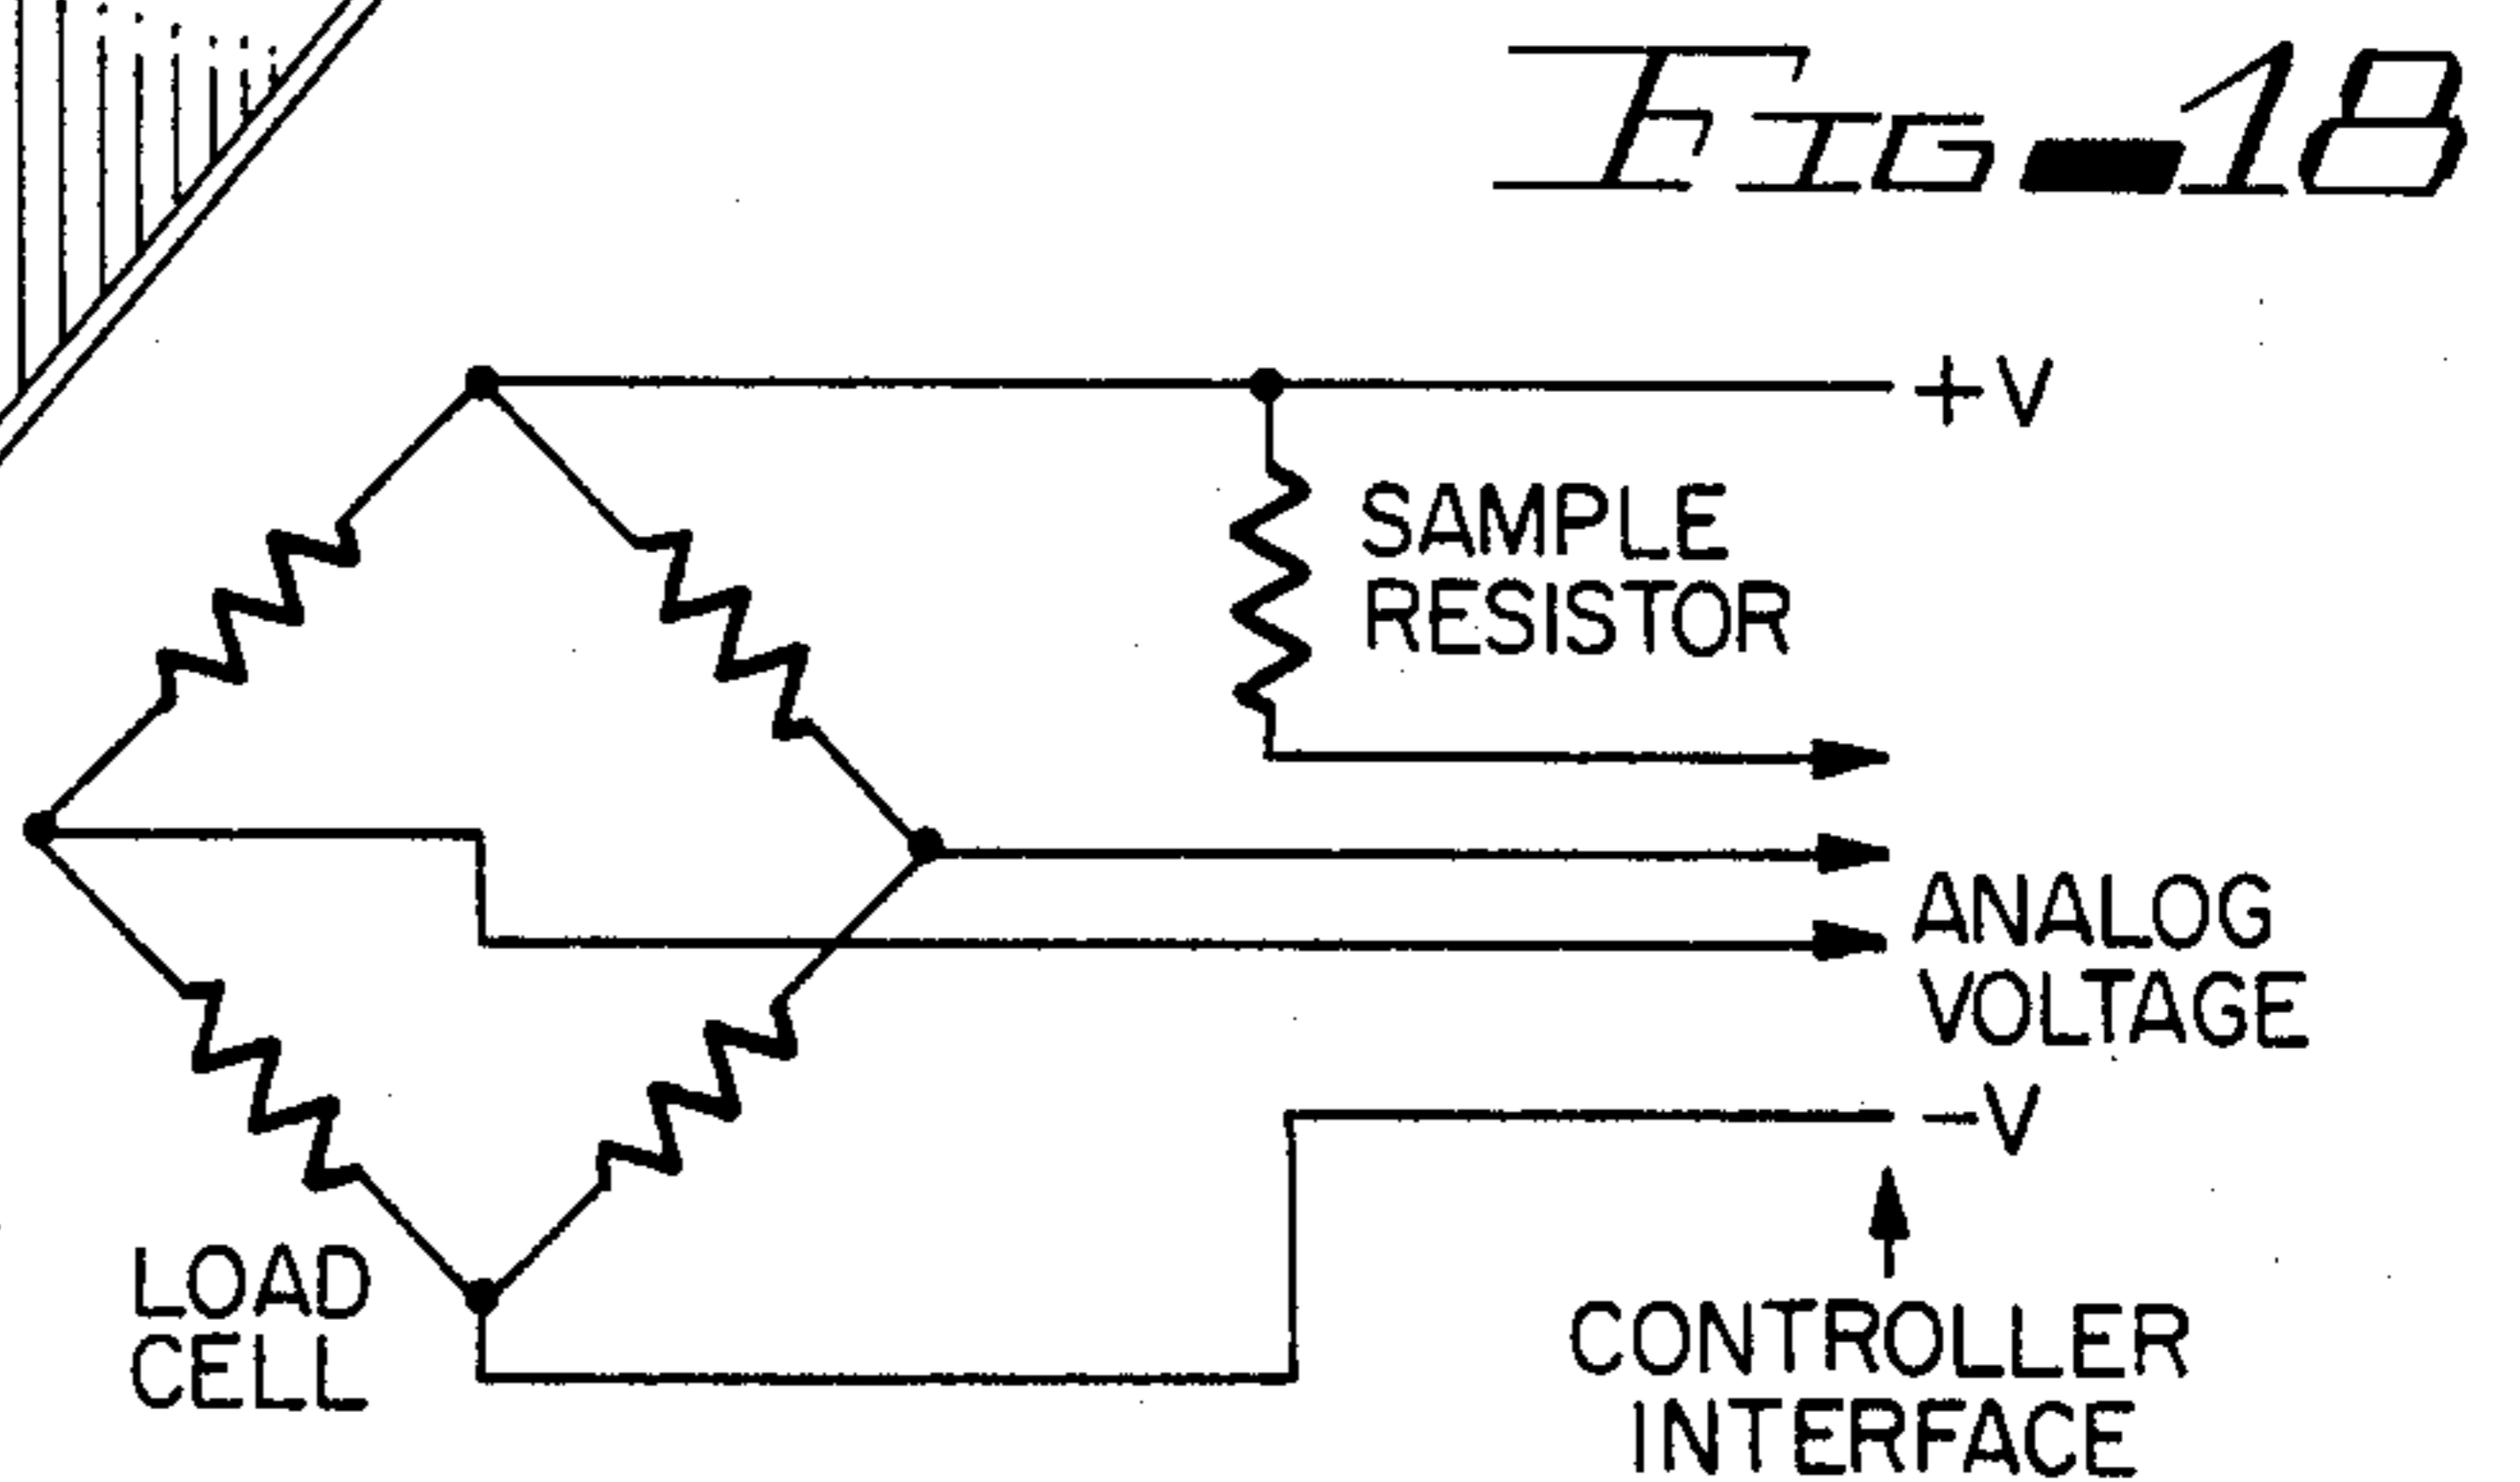 FIG-18
+V
SAMPLE
RESISTOR
ANALOG
VOLTAGE
-V
LOAD
CELL
CONTROLLER
INTERFACE